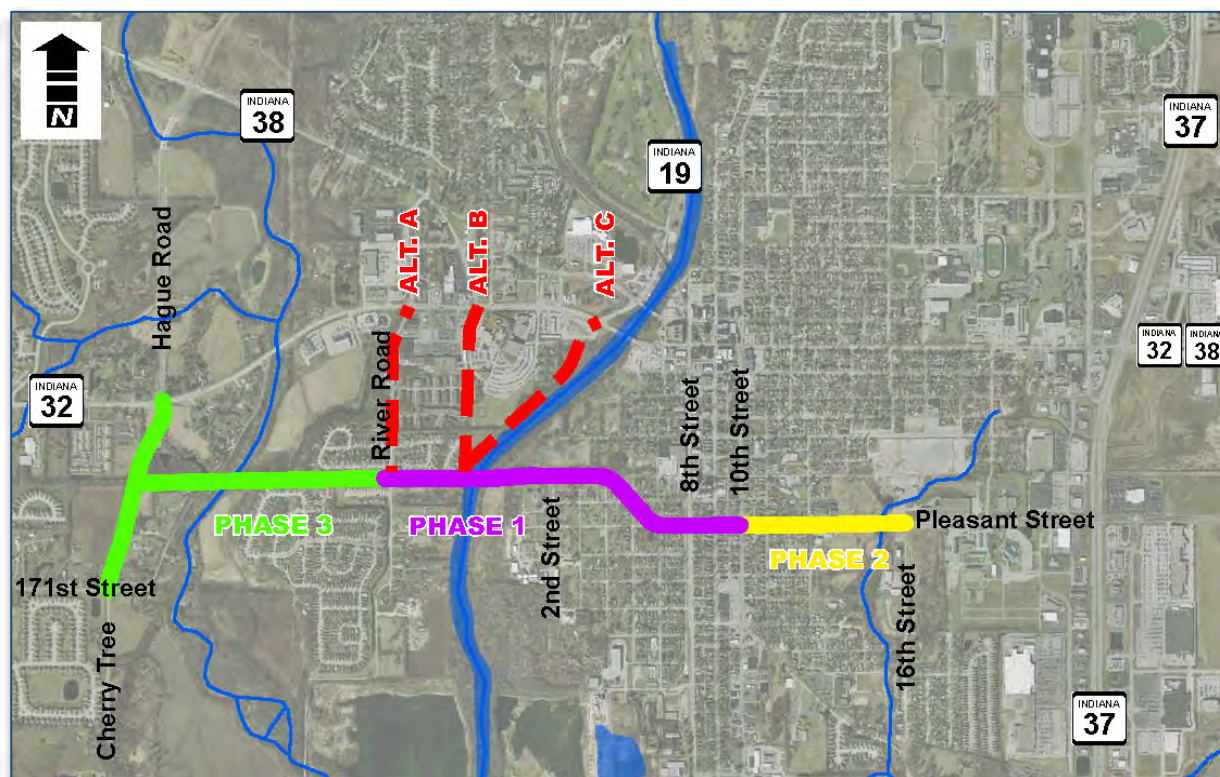 N
INDIANA
38
INDIANA
37
INDIANA
19
Hague Road
ALT. A
ALT. B
ALT. C
INDIANA
32
INDIANA
32
INDIANA
38
River Road
8th Street
10th Street
PHASE 3
PHASE 1
2nd Street
PHASE 2
Pleasant Street
171st Street
Cherry Tree
16th Street
INDIANA
37